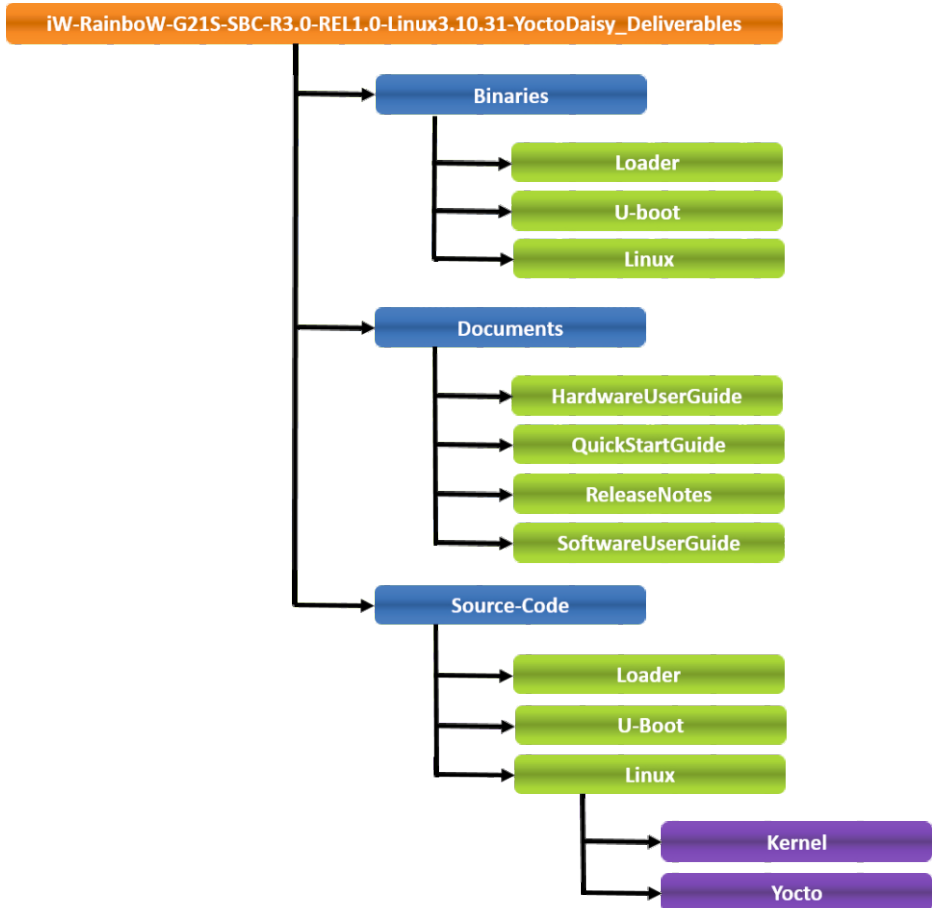 iW-RainboW-G21S-SBC-R3.0-REL1.0-Linux3.10.31-YoctoDaisy_Deliverables
Binaries
Loader
U-boot
Linux
Documents
HardwareUserGuide
QuickStartGuide
ReleaseNotes
SoftwareUserGuide
Source-Code
Loader
U-Boot
Linux
Kernel
Yocto